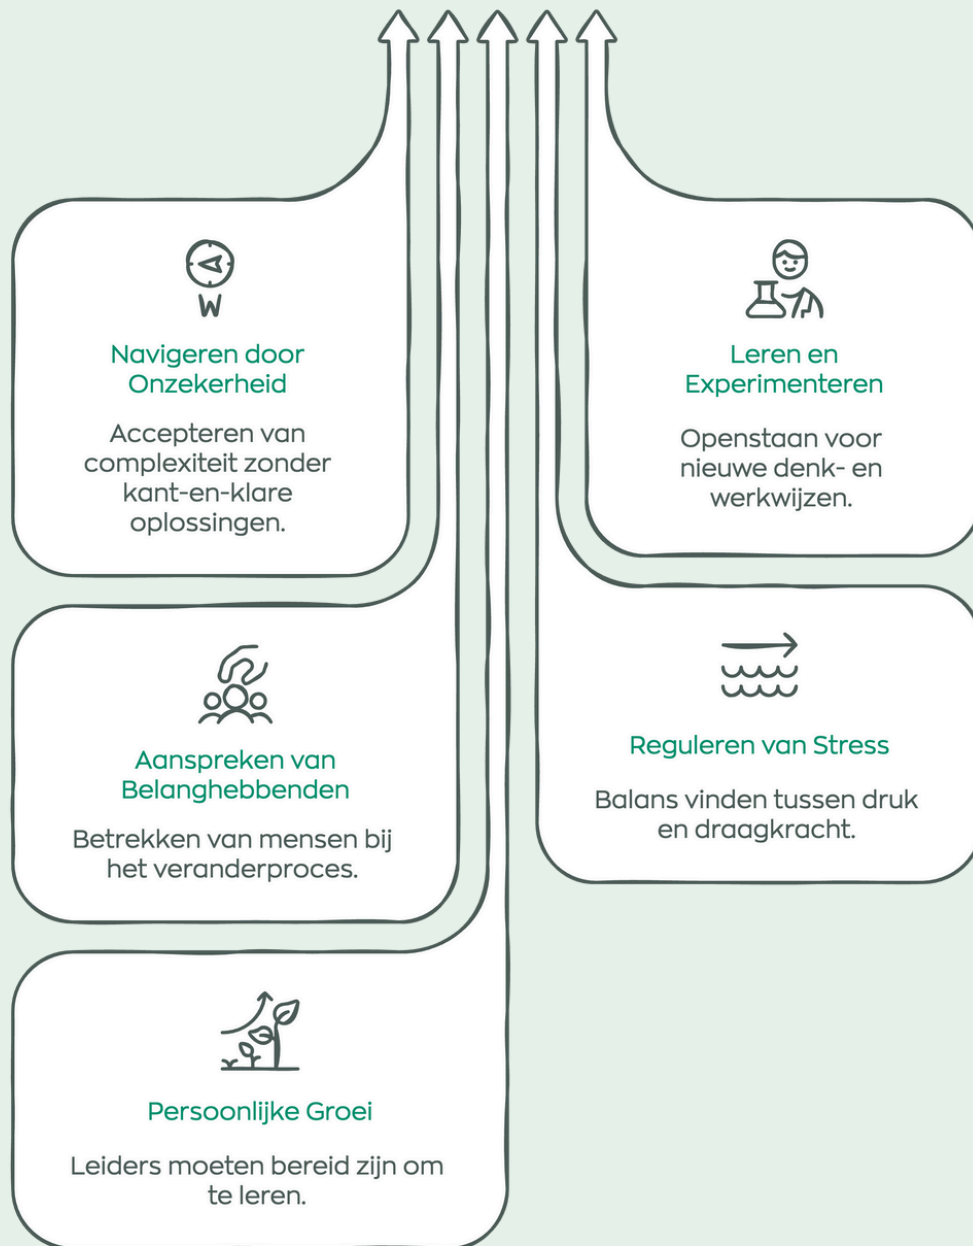 W
Navigeren door
Onzekerheid
Accepteren van
complexiteit zonder
kant-en-klare
oplossingen.
Leren en
Experimenteren
Openstaan voor
nieuwe denk- en
werkwijzen.
Aanspreken van
Belanghebbenden
Betrekken van mensen bij
het veranderproces.
Reguleren van Stress
Balans vinden tussen druk
en draagkracht.
Persoonlijke Groei
Leiders moeten bereid zijn om
te leren.